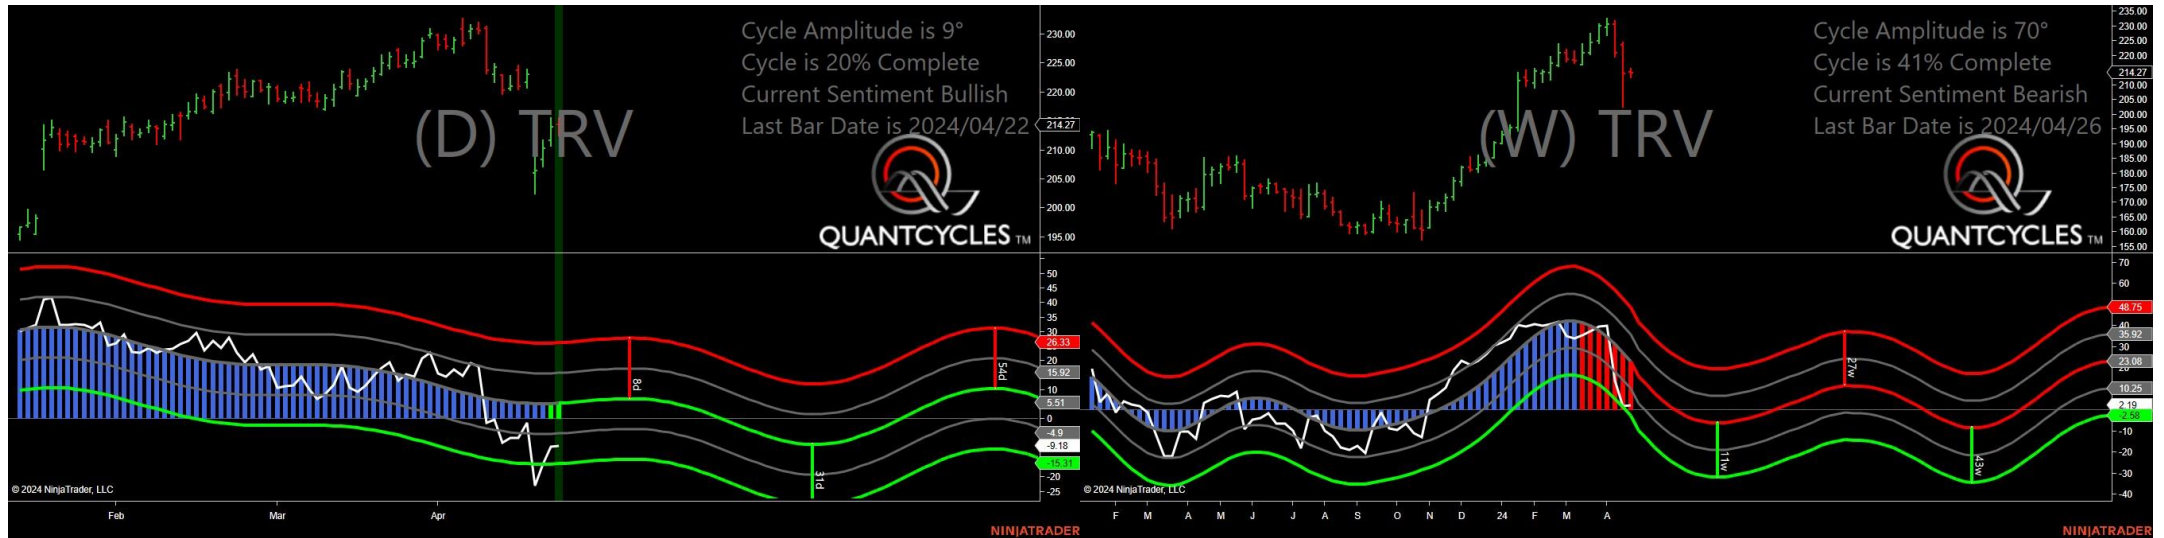 Cycle Amplitude is 9°
Cycle is 20% Complete
Current Sentiment Bullish
Last Bar Date is 2024/04/22
(D) TRV
QUANTCYCLES TM
230.00
225.00
220.00
214.27
210.00
205.00
200.00
195.00
50
45
40
35
30
26.33
20
15.92
10
5.51
0
-4.9
-9.18
-15.31
-20
-25
8d
31d
54d
© 2024 NinjaTrader, LLC
Feb
Mar
Apr
NINJATRADER
Cycle Amplitude is 70°
Cycle is 41% Complete
Current Sentiment Bearish
Last Bar Date is 2024/04/26
(W) TRV
QUANTCYCLES TM
235.00
230.00
225.00
220.00
214.27
210.00
205.00
200.00
195.00
190.00
185.00
180.00
175.00
170.00
165.00
160.00
155.00
70
60
48.75
40
35.92
30
23.08
20
10.25
2.19
-2.58
-10
-20
-30
-40
11w
27w
43w
© 2024 NinjaTrader, LLC
F
M
A
M
J
J
A
S
O
N
D
24
F
M
A
NINJATRADER